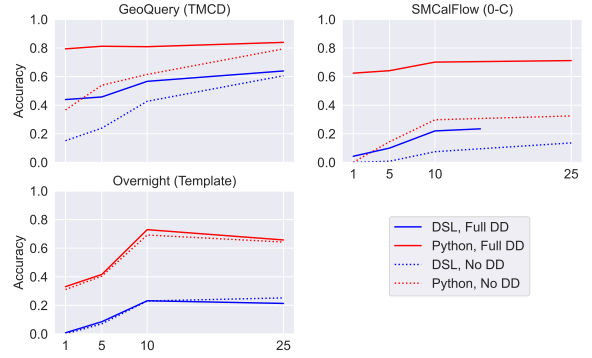 GeoQuery (TMCD)
1.0
0.8
0.6
0.4
0.2
0.0
Accuracy
SMCalFlow (0-C)
1.0
0.8
0.6
0.4
0.2
0.0
1 5 10 25
Overnight (Template)
1.0
0.8
0.6
0.4
0.2
0.0
Accuracy
1 5 10 25
DSL, Full DD
Python, Full DD
DSL, No DD
Python, No DD